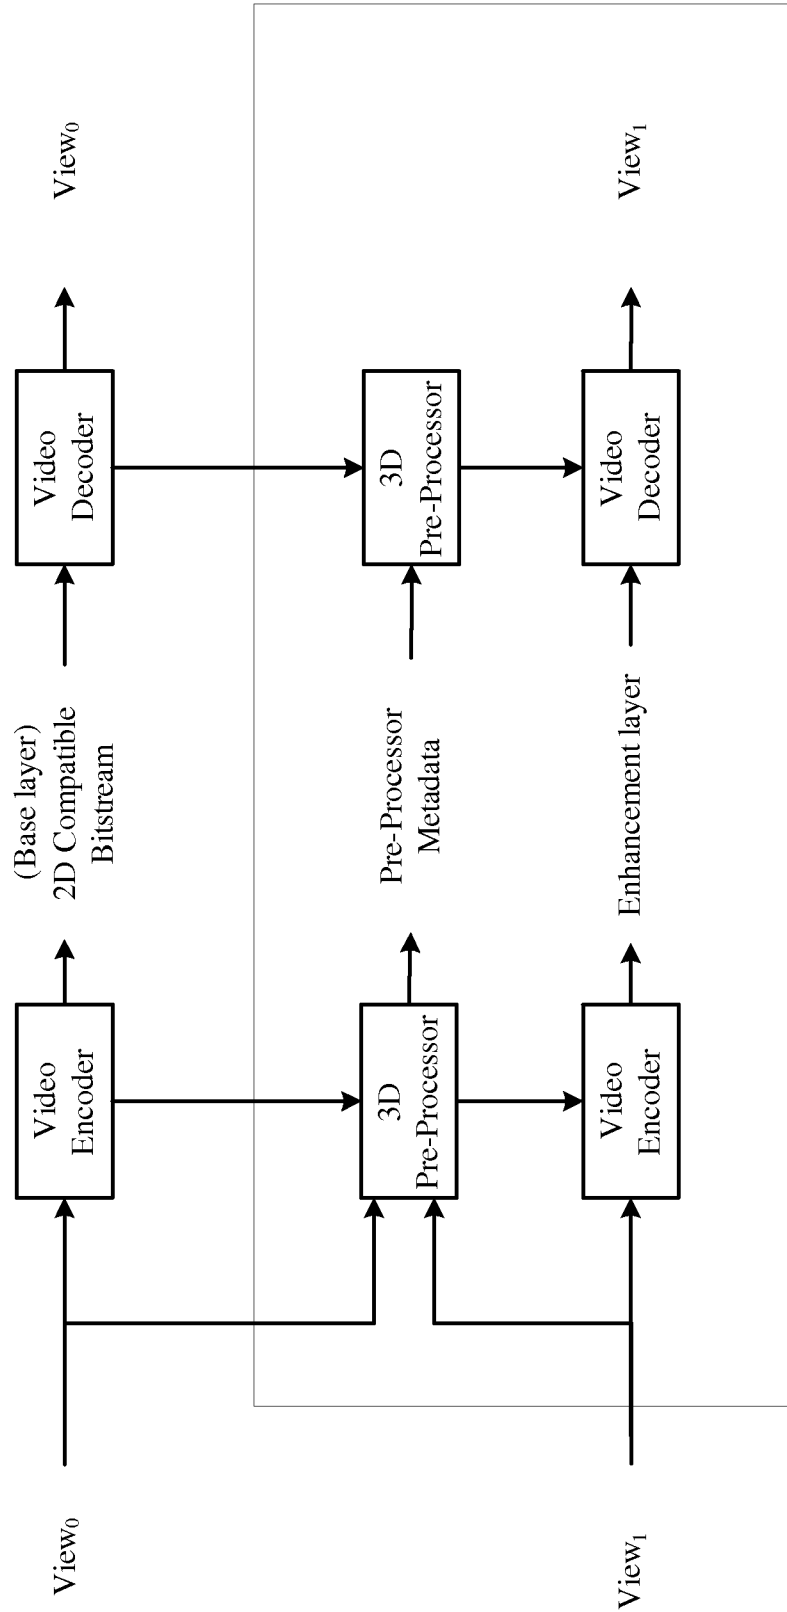 View₀
Video
Encoder
(Base layer)
2D Compatible
Bitstream
Video
Decoder
View₀
3D
Pre-Processor
Pre-Processor
Metadata
3D
Pre-Processor
View₁
Video
Encoder
Enhancement layer
Video
Decoder
View₁